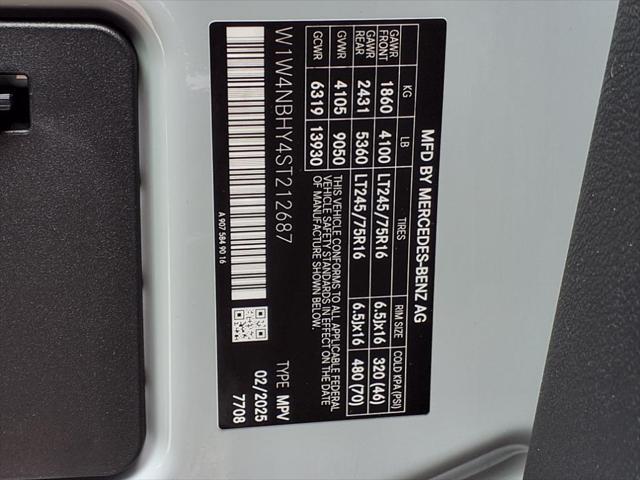 MFD BY MERCEDES-BENZ AG
KG LB TIRES RIM SIZE COLD KPA (PSI)
GAWR FRONT 1860 4100 LT245/75R16 6.5Jx16 320 (46)
GAWR REAR 2431 5360 LT245/75R16 6.5Jx16 480 (70)
GVWR 4105 9050
GCWR 6319 13930
THIS VEHICLE CONFORMS TO ALL APPLICABLE FEDERAL
VEHICLE SAFETY STANDARDS IN EFFECT ON THE DATE
OF MANUFACTURE SHOWN ABOVE
TYPE MPV
W1W4NBHY4ST212687
02/2025
7708
A 907 584 90 16